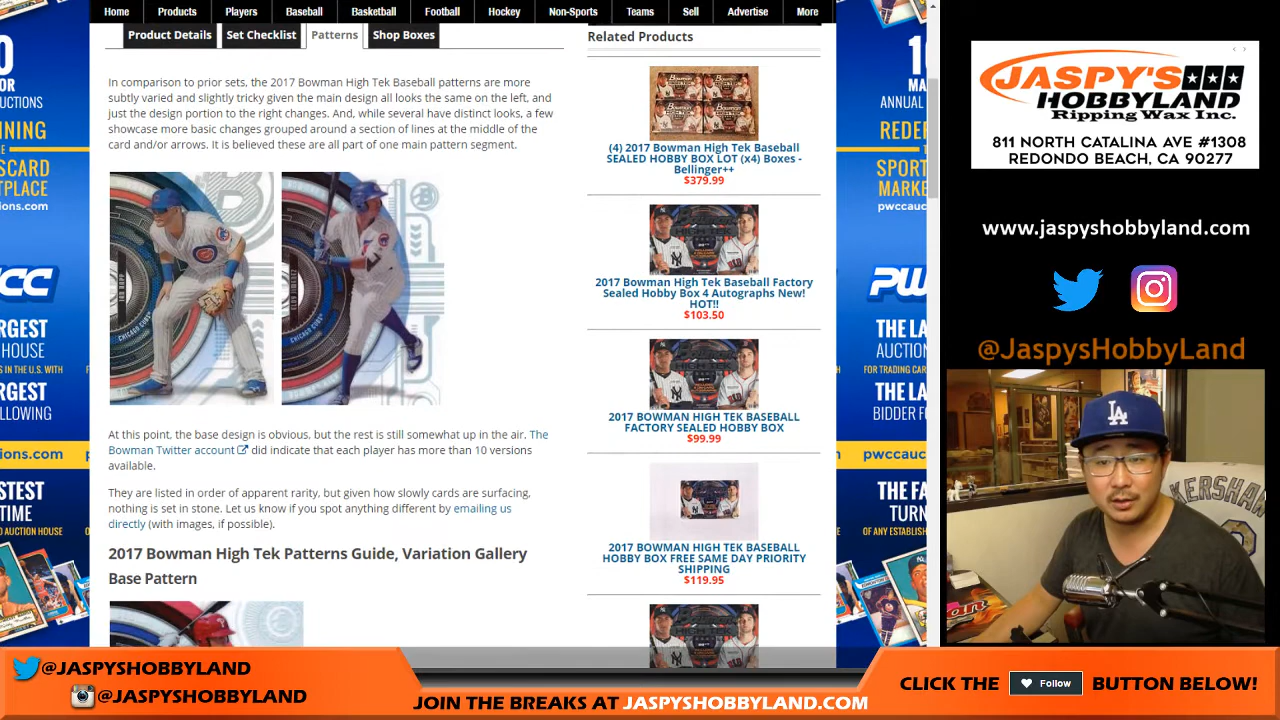 Home Products Players Baseball Basketball Football Hockey Non-Sports Teams Sell Advertise More
Product Details Set Checklist Patterns Shop Boxes
In comparison to prior sets, the 2017 Bowman High Tek Baseball patterns are more
subtly varied and slightly tricky given the main design all looks the same on the left, and
just the design portion to the right changes. And, while several have distinct looks, a few
showcase more basic changes grouped around a section of lines at the middle of the
card and/or arrows. It is believed these are all part of one main pattern segment.
CHICAGO CUBS
CHICAGO CUBS
At this point, the base design is obvious, but the rest is still somewhat up in the air. The
Bowman Twitter account did indicate that each player has more than 10 versions
available.
They are listed in order of apparent rarity, but given how slowly cards are surfacing,
nothing is set in stone. Let us know if you spot anything different by emailing us
directly (with images, if possible).
2017 Bowman High Tek Patterns Guide, Variation Gallery
Base Pattern
Related Products
(4) 2017 Bowman High Tek Baseball
SEALED HOBBY BOX LOT (x4) Boxes -
Bellinger++
$379.99
2017 Bowman High Tek Baseball Factory
Sealed Hobby Box 4 Autographs New!
HOT!!
$103.50
2017 BOWMAN HIGH TEK BASEBALL
FACTORY SEALED HOBBY BOX
$99.99
2017 BOWMAN HIGH TEK BASEBALL
HOBBY BOX FREE SAME DAY PRIORITY
SHIPPING
$119.95
JASPY'S
HOBBYLAND
Ripping Wax Inc.
811 NORTH CATALINA AVE #1308
REDONDO BEACH, CA 90277
www.jaspyshobbyland.com
@JaspysHobbyLand
LA
KERSHAW
@JASPYSHOBBYLAND
@JASPYSHOBBYLAND
JOIN THE BREAKS AT JASPYSHOBBYLAND.COM
CLICK THE Follow BUTTON BELOW!